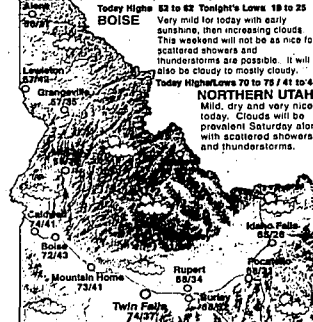 Today Highs 52 to 62 Tonight's Lows 18 to 25
BOISE
Very mild for today with early
sunshine, then increasing clouds.
This weekend will not be as nice
scattered showers and
thunderstorms are possible. It will
also be cloudy to mostly cloudy.
Today Highs/Lows 70 to 75 / 41 to
NORTHERN UTAH
Mild, dry and very nice
today. Clouds will be
prevalent Saturday
with scattered showers
and thunderstorms.
Lewiston
Grangeville
57/35
Caldwell
74/41
Boise
72/43
Mountain Home
73/41
Twin Falls
74/37
Rupert
68/34
Burley
Idaho Falls
Pocatello